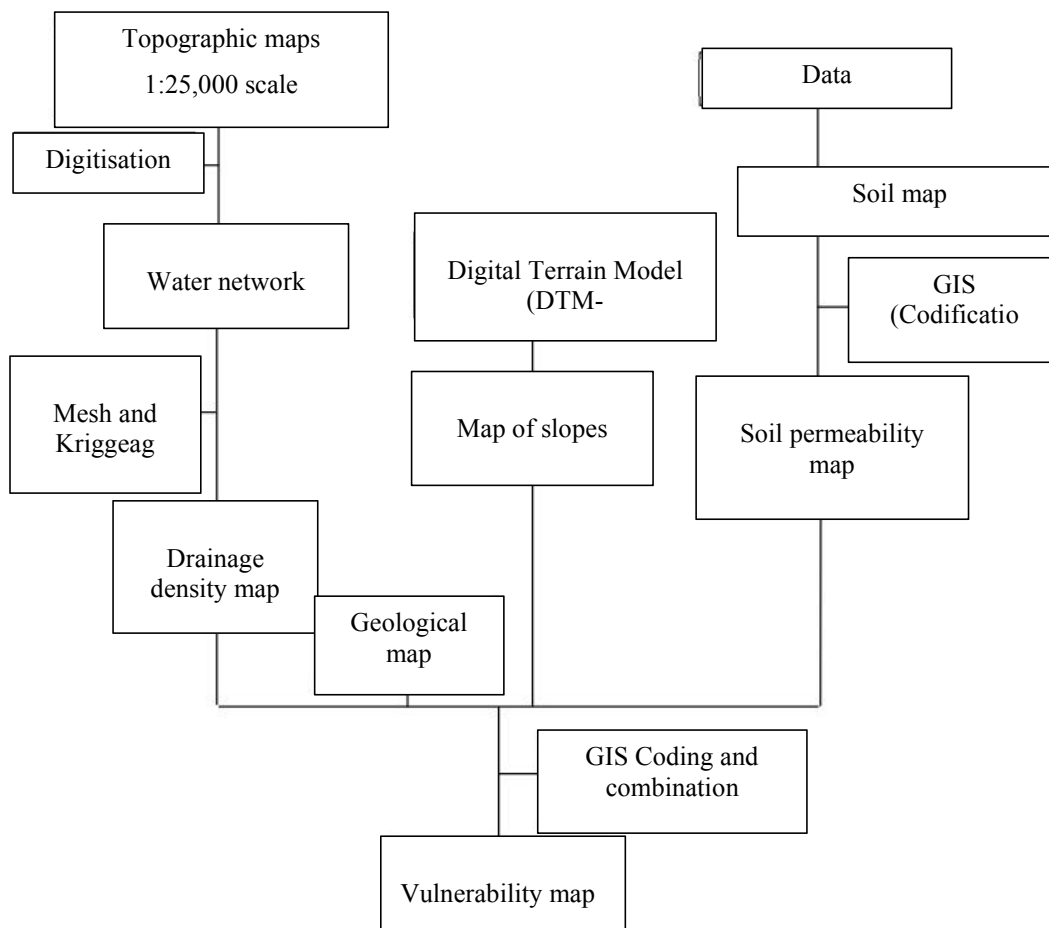 Topographic maps
1:25,000 scale
Data
Digitisation
Soil map
Water network
Digital Terrain Model
(DTM-
GIS
(Codificatio
Mesh and
Kriggeag
Map of slopes
Soil permeability
map
Drainage
density map
Geological
map
GIS Coding and
combination
Vulnerability map